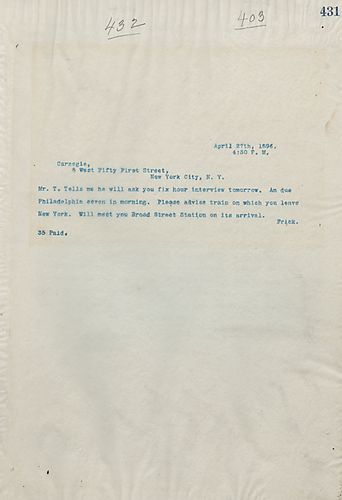 432
403
431
April 27th, 1896.
4:30 P. M.
Carnegie,
5 West Fifty First Street,
New York City, N. Y.
Mr. T. Tells me he will ask you fix hour interview tomorrow. Am due
Philadelphia seven in morning. Please advise train on which you leave
New York. Will meet you Broad Street Station on its arrival.
Frick.
35 Paid.